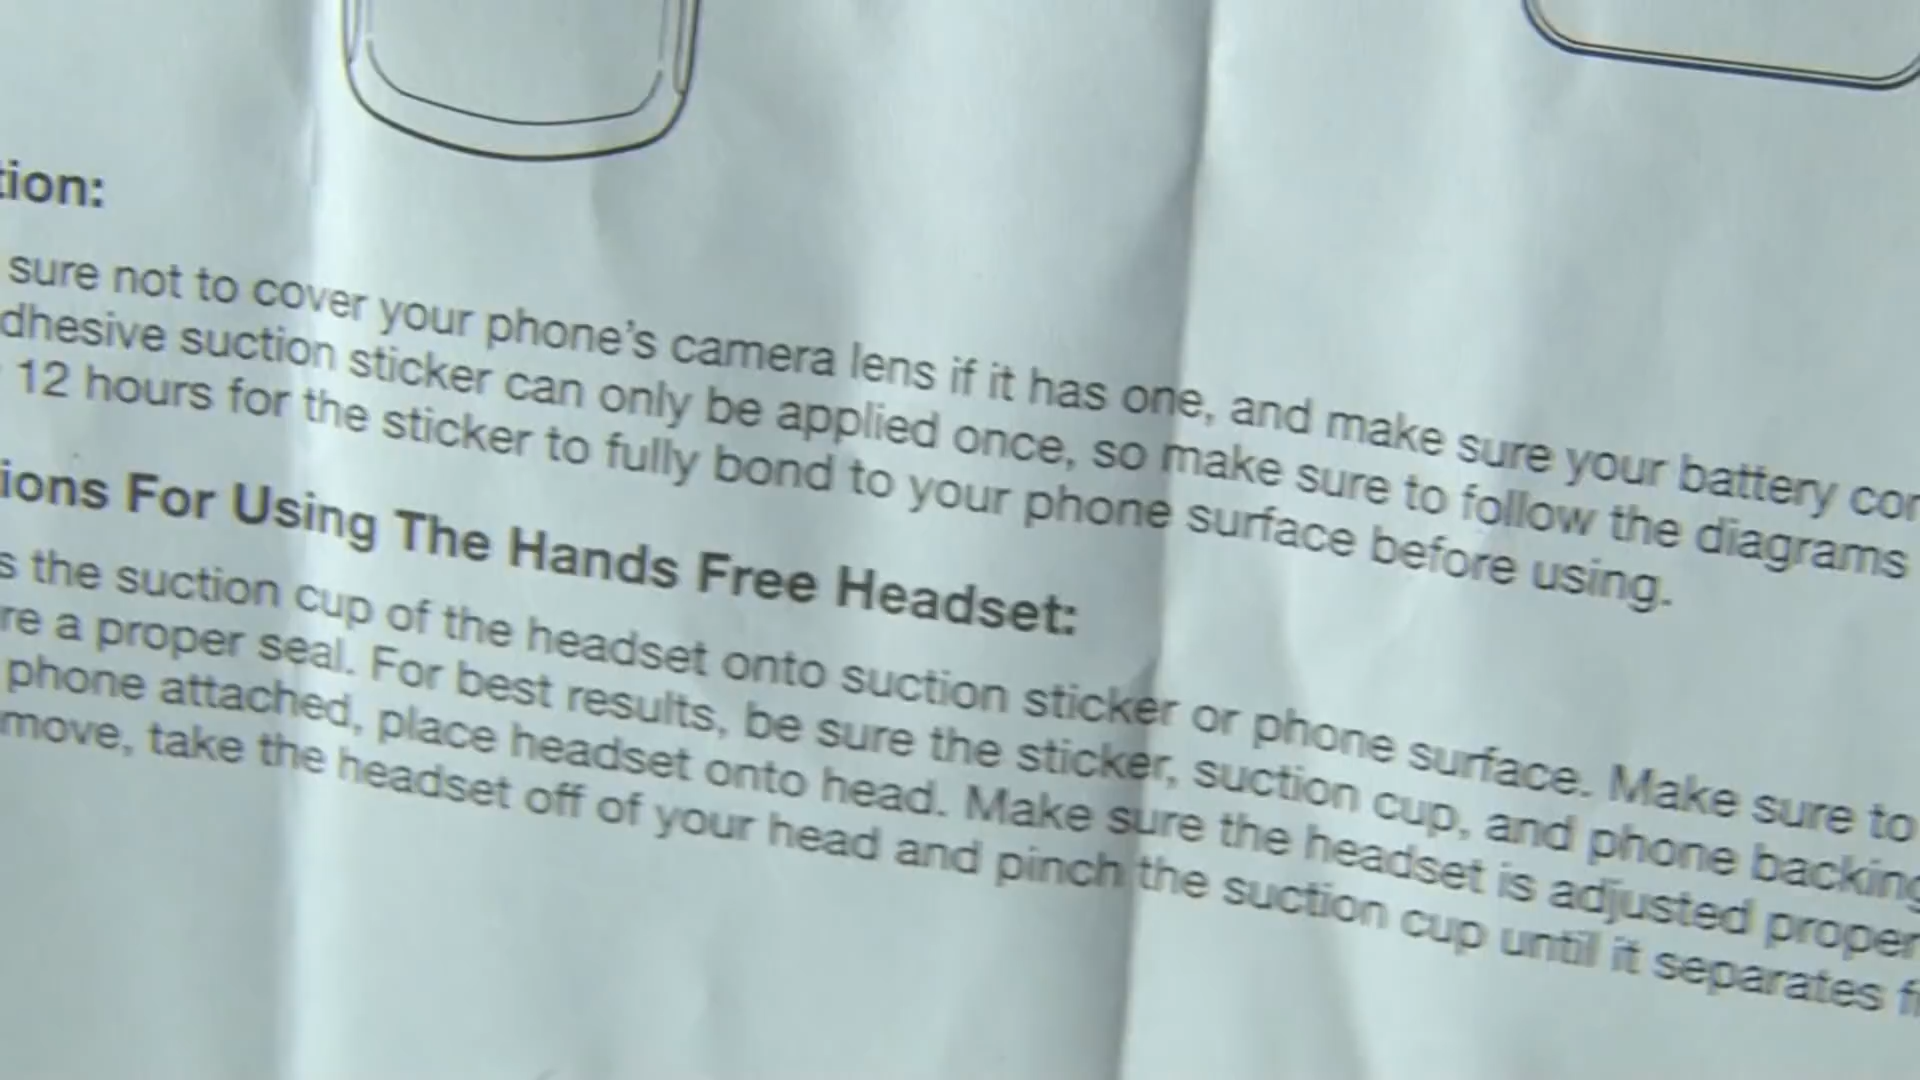 tion:
sure not to cover your phone's camera lens if it has one, and make sure your battery cor
dhesive suction sticker can only be applied once, so make sure to follow the diagrams
12 hours for the sticker to fully bond to your phone surface before using.
ions For Using The Hands Free Headset:
s the suction cup of the headset onto suction sticker or phone surface. Make sure to
re a proper seal. For best results, be sure the sticker, suction cup, and phone backing
phone attached, place headset onto head. Make sure the headset is adjusted proper
move, take the headset off of your head and pinch the suction cup until it separates f